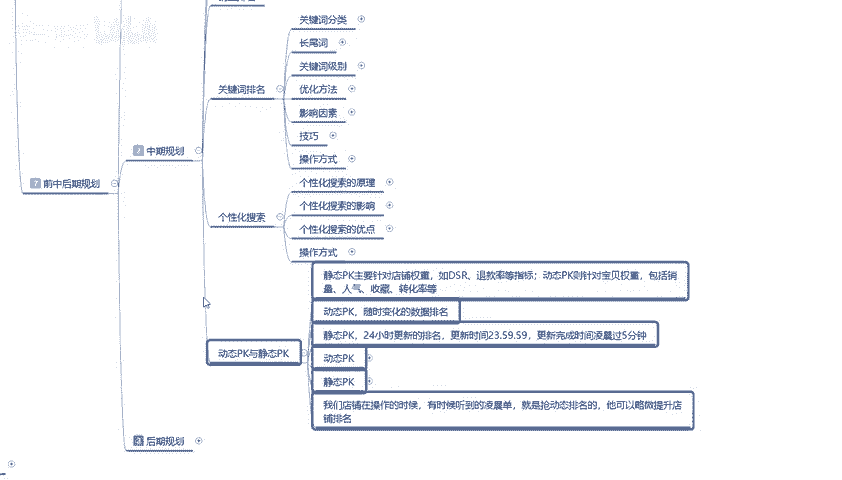 关键词分类
长尾词
关键词级别
关键词排名
优化方法
影响因素
技巧
中期规划
操作方式
前中后期规划
个性化搜索的原理
个性化搜索的影响
个性化搜索
个性化搜索的优点
操作方式
静态PK主要针对店铺权重，如DSR、退款率等指标；动态PK则针对宝贝权重，包括销
量、人气、收藏、转化率等
动态PK，随时变化的数据排名
静态PK，24小时更新的排名，更新时间23.59.59，更新完成时间凌晨过5分钟
动态PK与静态PK
动态PK
静态PK
我们店铺在操作的时候，有时候听到的凌晨单，就是抢动态排名的，他可以略微提升店
铺排名
4 后期规划